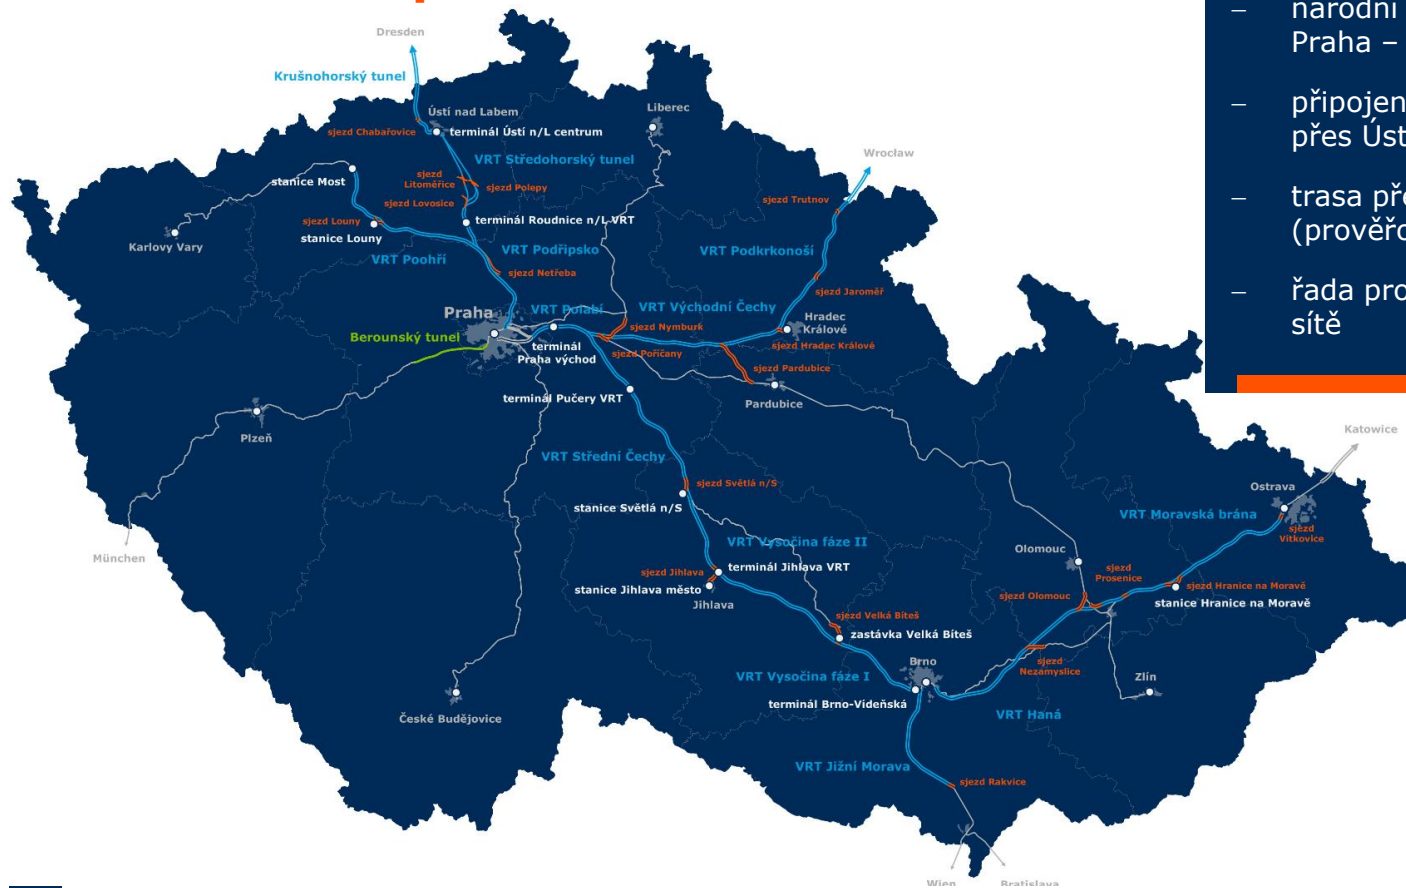 národní
Praha –
přes
řada
sítě
Dresden
Krušnohorský tunel
Ústí nad Labem
Liberec
sjezd Chabařovice
terminál Ústí n/L centrum
Wrocław
VRT Středohorský tunel
stanice Most
sjezd
Litoměřice
sjezd Polepy
sjezd Lovosice
sjezd Trutnov
sjezd Louny
terminál Roudnice n/L VRT
stanice Louny
Karlovy Vary
VRT Podřipsko
VRT Podkrkonoší
VRT Poohří
sjezd Netřeba
sjezd Jaroměř
VRT Polabí
VRT Východní Čechy
Praha
Hradec
Králové
sjezd Nymburk
Berounský tunel
terminál
Praha východ
sjezd Poříčany
sjezd Hradec Králové
sjezd Pardubice
terminál Pučery VRT
Pardubice
Plzeň
Katowice
VRT Střední Čechy
sjezd Světlá n/S
Ostrava
stanice Světlá n/S
VRT Moravská brána
sjezd
Vítkovice
VRT Vysočina fáze II
Olomouc
München
terminál Jihlava VRT
sjezd Jihlava
sjezd
Prosenice
stanice Jihlava město
sjezd Hranice na Moravě
sjezd Olomouc
stanice Hranice na Moravě
Jihlava
sjezd Velká Bíteš
zastávka Velká Bíteš
Brno
sjezd
Nezamyslice
VRT Vysočina fáze I
Zlín
terminál Brno-Vídeňská
VRT Haná
České Budějovice
VRT Jižní Morava
sjezd Rakvice
Wien
Bratislava